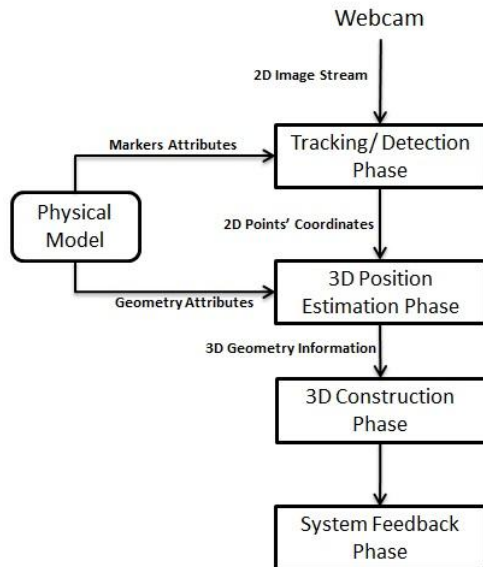 Webcam
2D Image Stream
Markers Attributes
Tracking/ Detection
Phase
Physical
Model
2D Points' Coordinates
3D Position
Estimation Phase
Geometry Attributes
3D Geometry Information
3D Construction
Phase
System Feedback
Phase